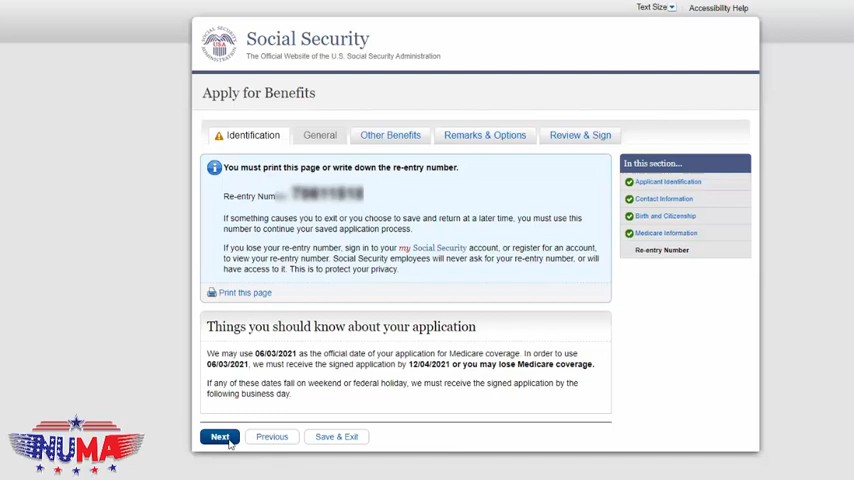 Text Size
Accessibility Help
SOCIAL SECURITY ADMINISTRATION
USA
Social Security
The Official Website of the U.S. Social Security Administration
Apply for Benefits
Identification
General
Other Benefits
Remarks & Options
Review & Sign
You must print this page or write down the re-entry number.
Re-entry
If something causes you to exit or you choose to save and return at a later time, you must use this
number to continue your saved application process.
If you lose your re-entry number, sign in to your my Social Security account, or register for an account,
to view your re-entry number. Social Security employees will never ask for your re-entry number, or will
have access to it. This is to protect your privacy.
Print this page
Things you should know about your application
We may use 06/03/2021 as the official date of your application for Medicare coverage. In order to use
06/03/2021, we must receive the signed application by 12/04/2021 or you may lose Medicare coverage.
If any of these dates fall on weekend or federal holiday, we must receive the signed application by the
following business day.
Next
Previous
Save & Exit
In this section...
Applicant Identification
Contact Information
Birth and Citizenship
Medicare Information
Re-entry Number
NUMA